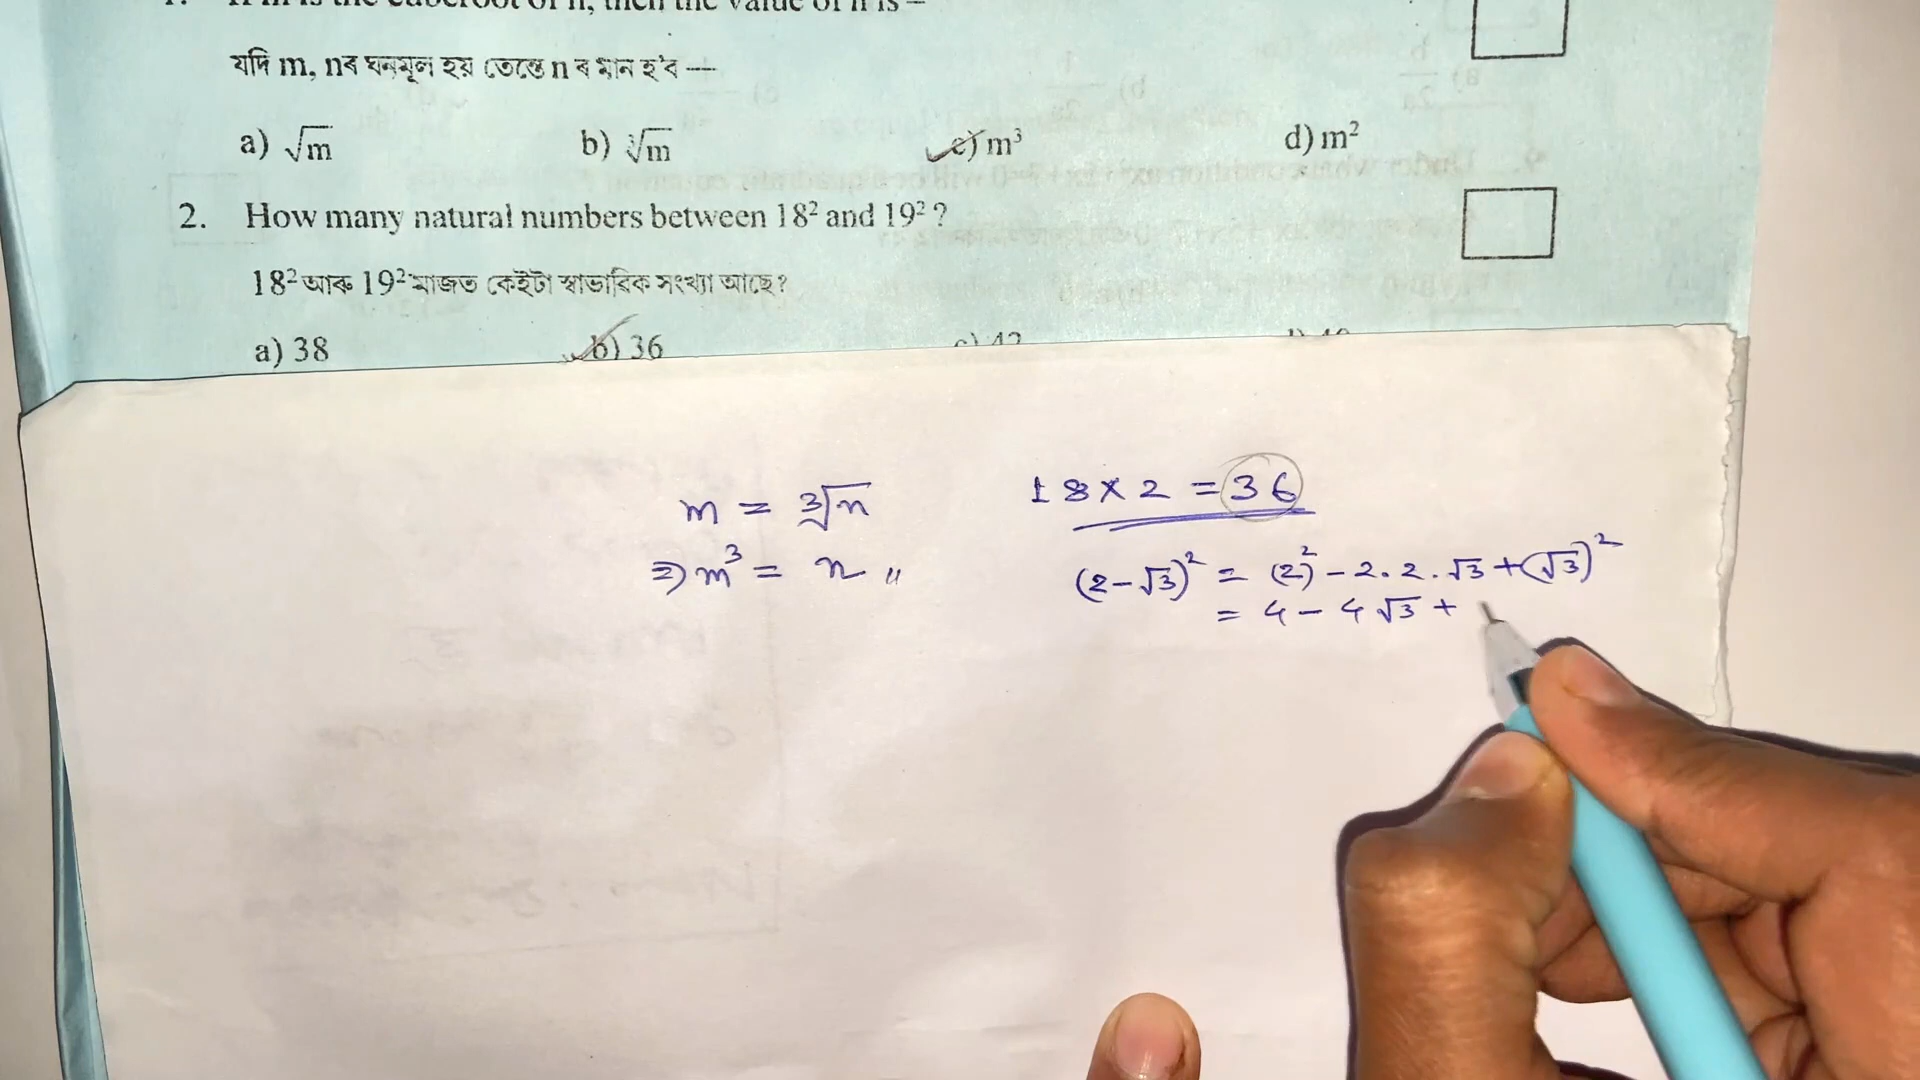 যদি m, nৰ ঘনমূল হয় তেন্তে n ৰ মান হ'ব —
a) √m b) ∛m c) m³ d) m²
2. How many natural numbers between 18² and 19² ?
18² আৰু 19² মাজত কেইটা স্বাভাৱিক সংখ্যা আছে?
a) 38 b) 36
m = ∛n
⇒ m³ = n "
18 × 2 = 36
(2-√3)² = (2)² - 2 . 2 . √3 + (√3)²
= 4 - 4√3 +